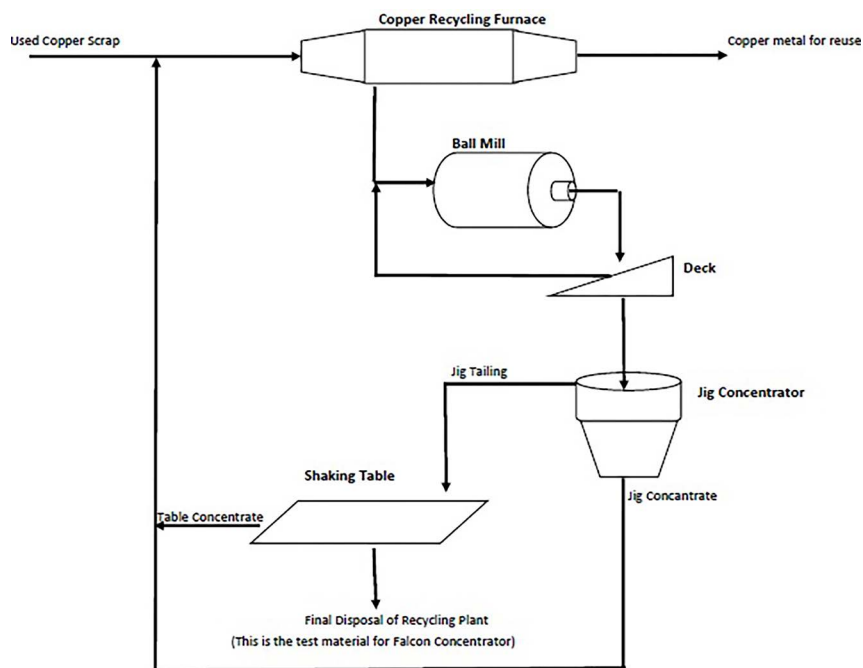 Copper Recycling Furnace
Used Copper Scrap
Copper metal for reuse
Ball Mill
Deck
Jig Tailing
Jig Concentrator
Shaking Table
Jig Concantrate
Table Concentrate
Final Disposal of Recycling Plant
(This is the test material for Falcon Concentrator)